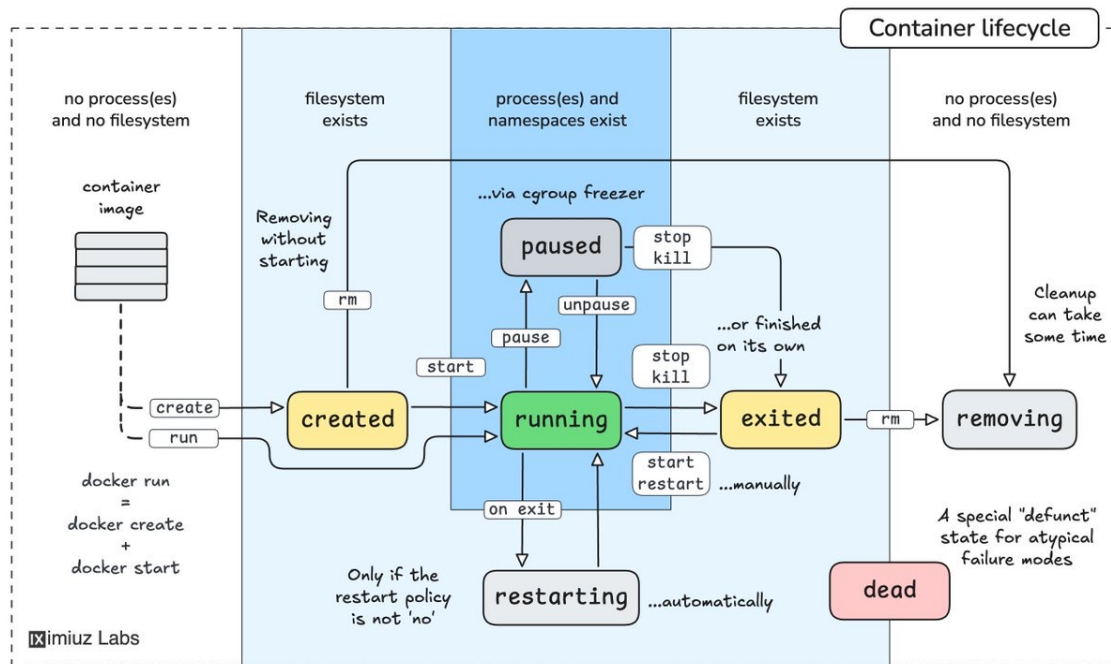 Container lifecycle
no process(es)
and no filesystem
filesystem
exists
process(es) and
namespaces exist
filesystem
exists
no process(es)
and no filesystem
container
image
Removing
without
starting
...via cgroup freezer
paused
stop
kill
rm
unpause
pause
Cleanup
can take
some time
...or finished
on its own
start
stop
kill
create
created
running
exited
rm
removing
run
start
restart
...manually
docker run
=
docker create
+
docker start
on exit
A special "defunct"
state for atypical
failure modes
Only if the
restart policy
is not 'no'
restarting
...automatically
dead
iximiuz Labs